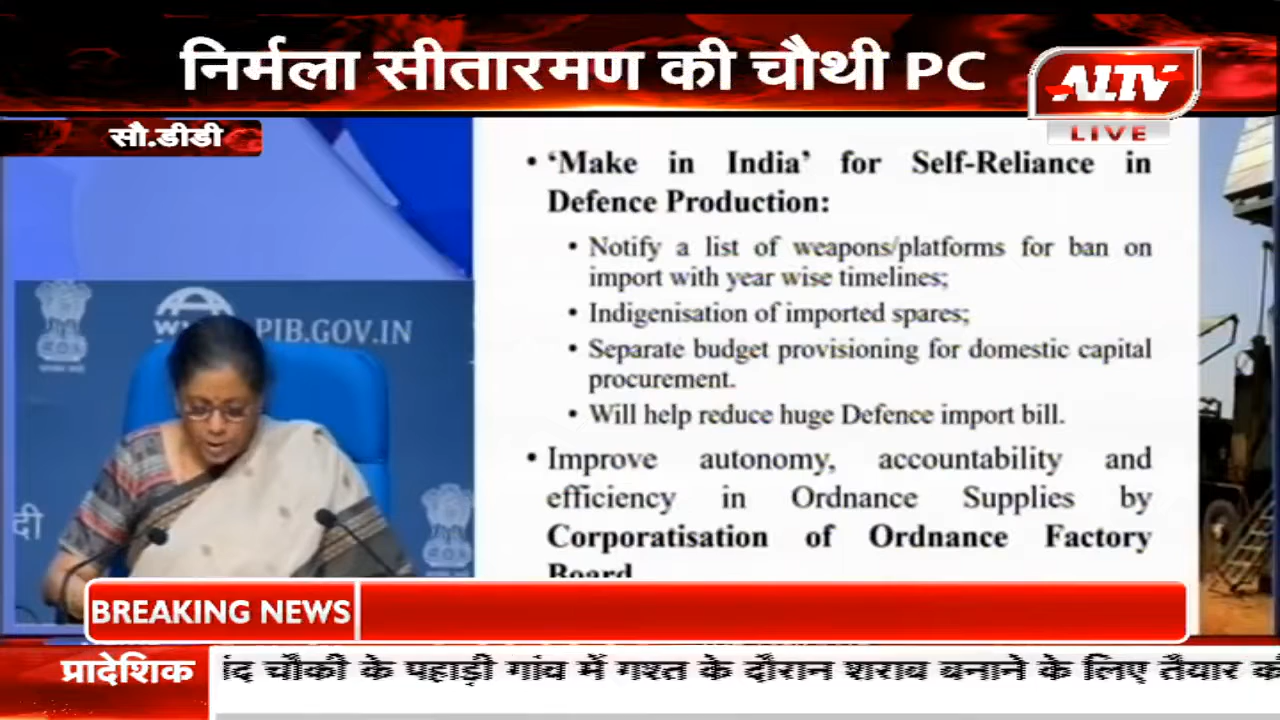 निर्मला सीतारमण की चौथी PC
ALTV
LIVE
सौ.डीडी
PIB.GOV.IN
दी
• ‘Make in India’ for Self-Reliance in
Defence Production:
• Notify a list of weapons/platforms for ban on
import with year wise timelines;
• Indigenisation of imported spares;
• Separate budget provisioning for domestic capital
procurement.
• Will help reduce huge Defence import bill.
• Improve autonomy, accountability and
efficiency in Ordnance Supplies by
Corporatisation of Ordnance Factory
Board
BREAKING NEWS
प्रादेशिक
चौकी के पहाड़ी गांव में गश्त के दौरान शराब बनाने के लिए तैयार